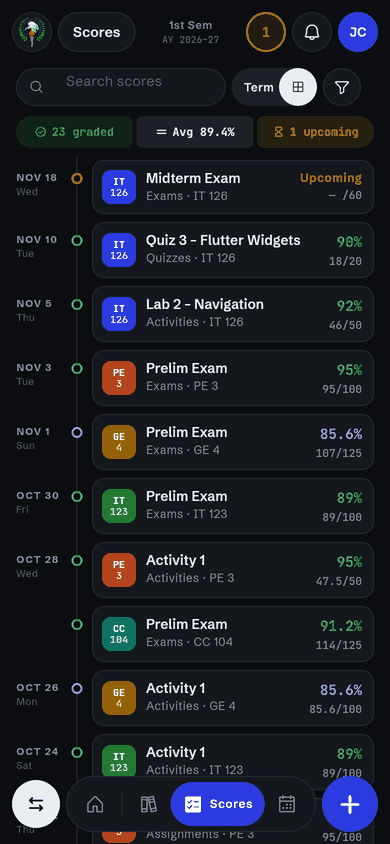 Scores
1st Sem
AY 2026-27
1
JC
Search scores
Term
23 graded
Avg 89.4%
1 upcoming
NOV 18
Wed
IT
126
Midterm Exam
Exams · IT 126
Upcoming
— /60
NOV 10
Tue
IT
126
Quiz 3 – Flutter Widgets
Quizzes · IT 126
90%
18/20
NOV 5
Thu
IT
126
Lab 2 – Navigation
Activities · IT 126
92%
46/50
NOV 3
Tue
PE
3
Prelim Exam
Exams · PE 3
95%
95/100
NOV 1
Sun
GE
4
Prelim Exam
Exams · GE 4
85.6%
107/125
OCT 30
Fri
IT
123
Prelim Exam
Exams · IT 123
89%
89/100
OCT 28
Wed
PE
3
Activity 1
Activities · PE 3
95%
47.5/50
CC
104
Prelim Exam
Exams · CC 104
91.2%
114/125
OCT 26
Mon
GE
4
Activity 1
Activities · GE 4
85.6%
85.6/100
OCT 24
Sat
IT
123
Activity 1
Activities · IT 123
89%
89/100
Scores
Thu
3
Assignments · PE 3
95/100